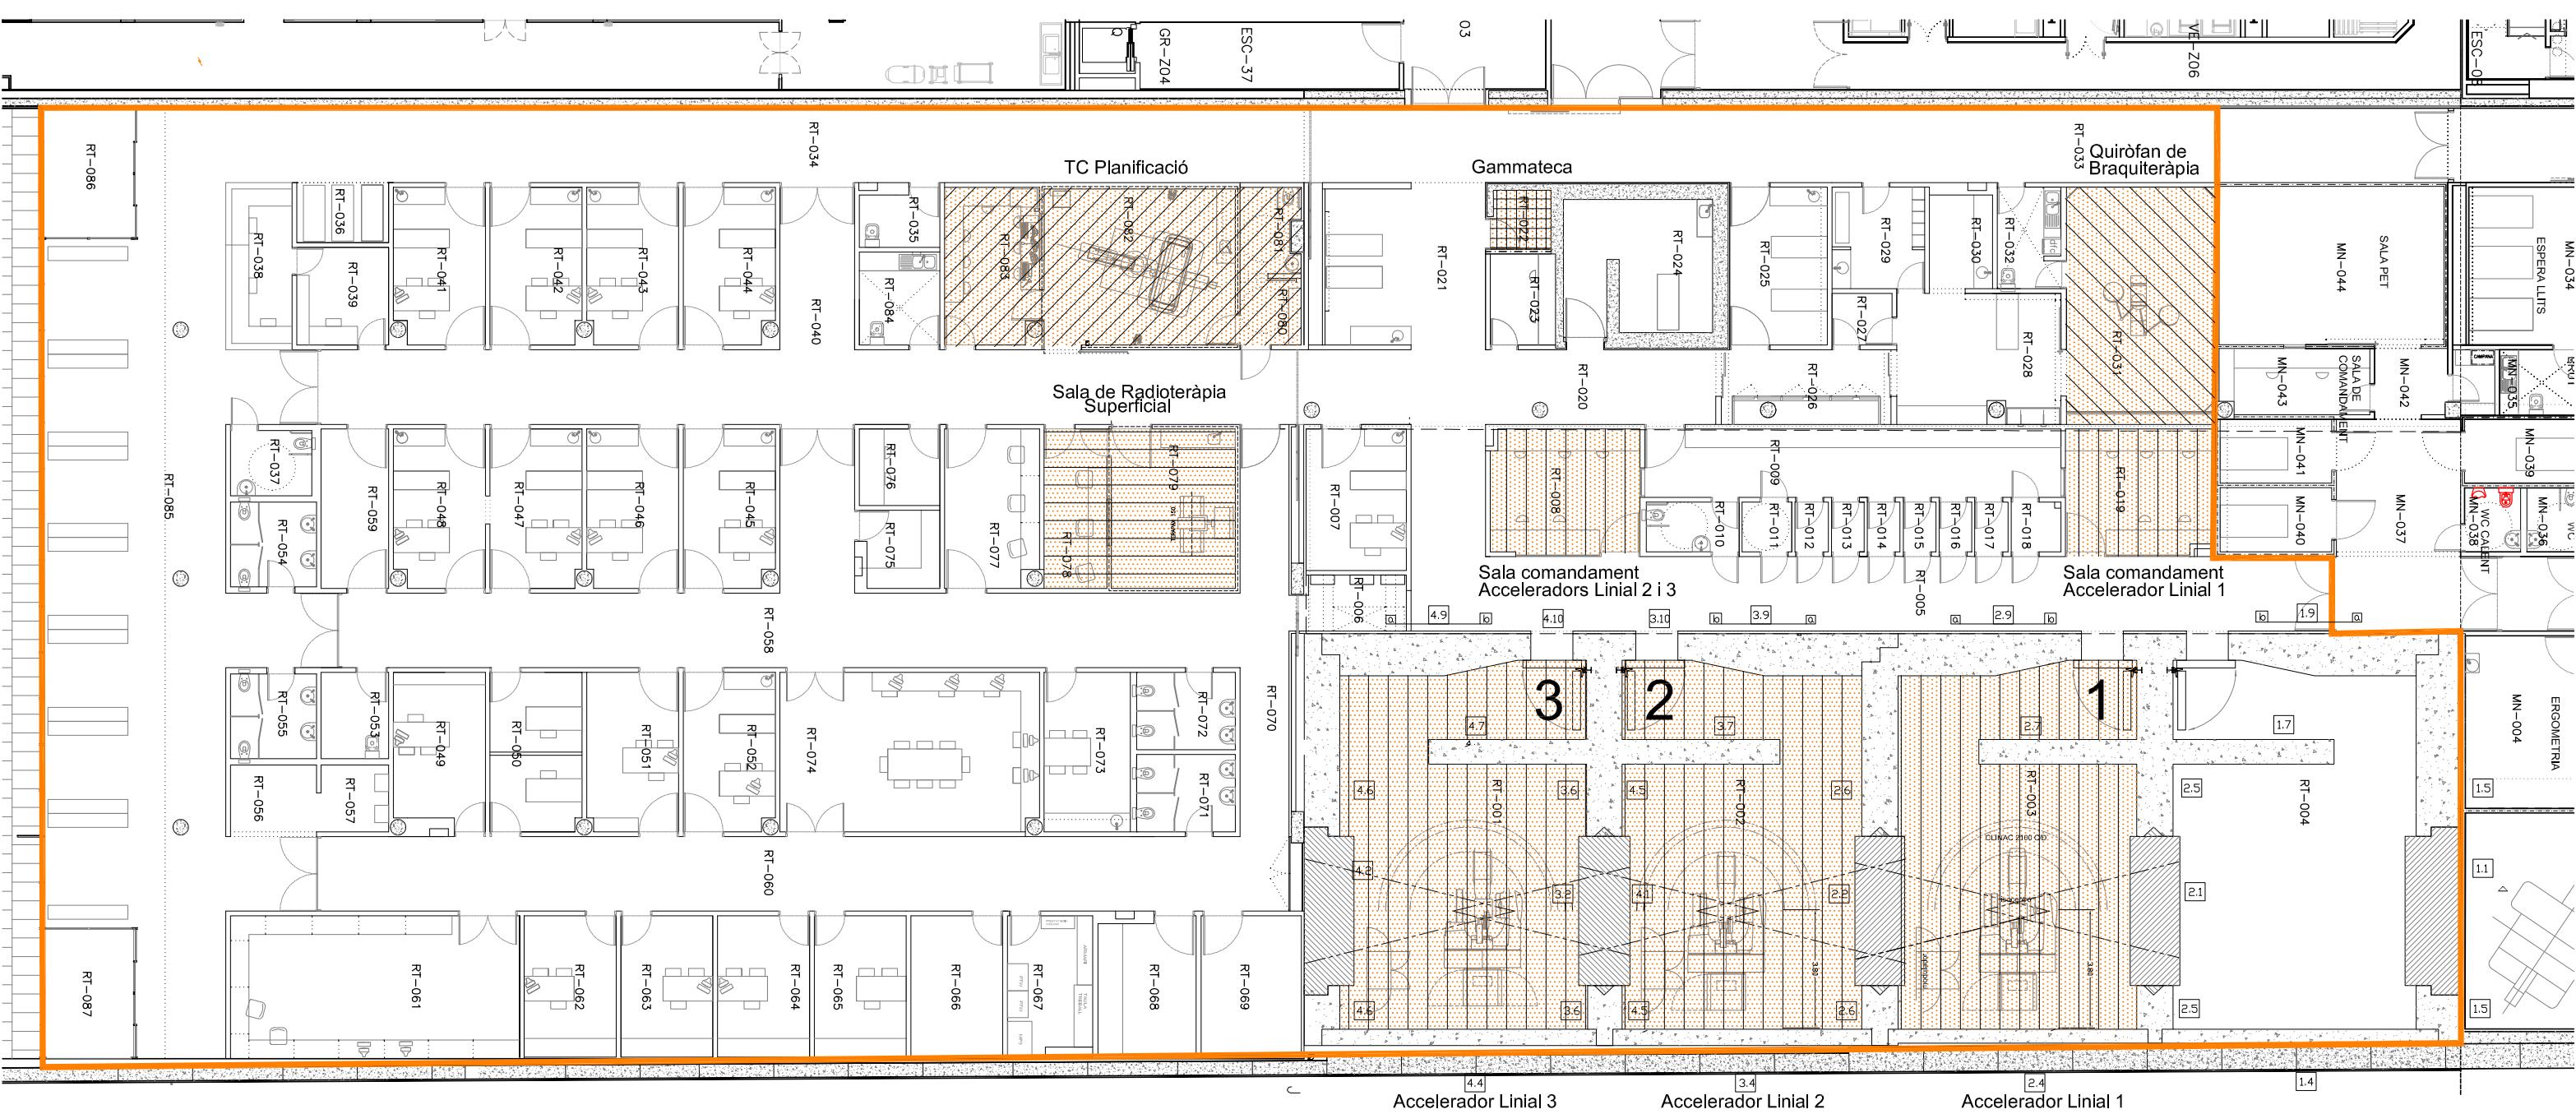 GR-Z04
ESC-37
03
VE-Z06
RT-086
RT-034
TC Planificació
Gammateca
RT-033
Quiròfan de
Braquiteràpia
RT-036
RT-038
RT-039
RT-041
RT-042
RT-043
RT-044
RT-040
RT-035
RT-084
RT-083
RT-082
RT-081
RT-080
RT-021
RT-022
RT-023
RT-024
RT-025
RT-029
RT-027
RT-030
RT-032
RT-028
RT-031
MN-044
SALA PET
ESPERA LLITS
MN-034
Sala de Radioteràpia
Superficial
RT-020
RT-026
MN-043
SALA DE
COMANDAMENT
MN-042
CAMPANA
MN-035
RT-085
RT-037
RT-054
RT-059
RT-048
RT-047
RT-046
RT-045
RT-076
RT-075
RT-077
RT-078
RT-079
RT-007
RT-006
RT-008
RT-009
RT-010
RT-011
RT-012
RT-013
RT-014
RT-015
RT-016
RT-017
RT-018
RT-019
MN-041
MN-040
MN-037
MN-039
MN-038
WC CALENT
MN-036
WC
Sala comandament
Acceleradors Linial 2 i 3
RT-005
Sala comandament
Accelerador Linial 1
RT-058
a
4.9
b
4.10
3.10
b
3.9
a
a
2.9
b
b
1.9
a
RT-055
RT-053
RT-049
RT-050
RT-051
RT-052
RT-074
RT-073
RT-072
RT-071
RT-070
RT-056
RT-057
3
2
1
4.7
3.7
2.7
1.7
MN-004
ERGOMETRIA
RT-001
RT-002
RT-003
RT-004
4.6
3.6
4.5
2.6
2.5
1.5
CLINAC 2100 C/D
RT-060
4.2
3.2
4.1
2.2
2.1
1.1
RT-087
RT-061
RT-062
RT-063
RT-064
RT-065
RT-066
RT-067
RT-068
RT-069
3.80
3.80
4.6
3.6
4.5
2.6
2.5
1.5
4.4
3.4
2.4
1.4
Accelerador Linial 3
Accelerador Linial 2
Accelerador Linial 1